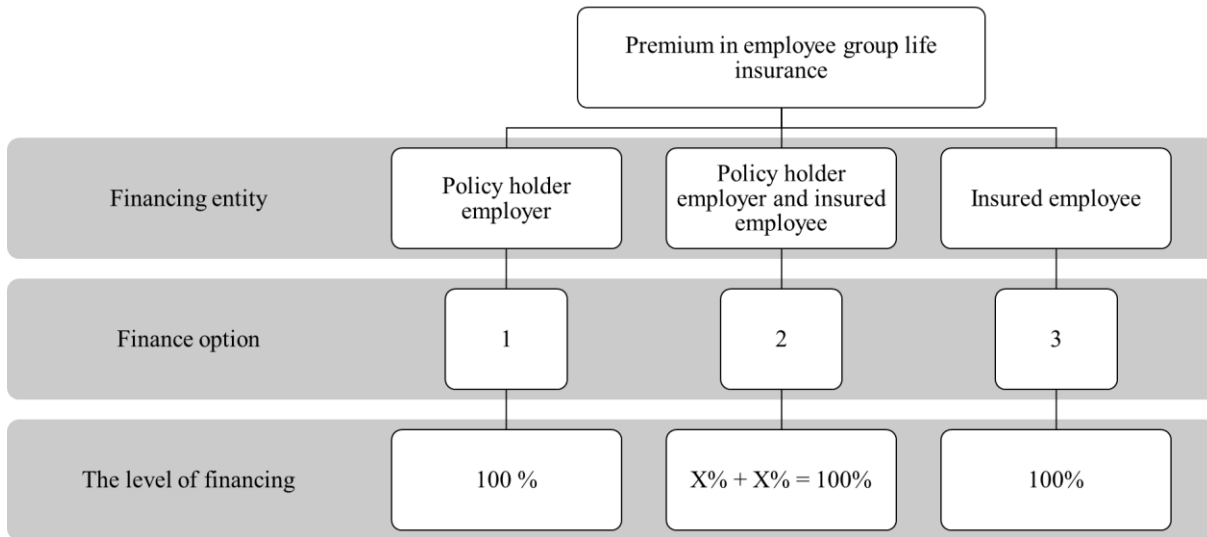 Premium in employee group life
insurance
Financing entity
Policy holder
employer
Policy holder
employer and insured
employee
Insured employee
Finance option
1
2
3
The level of financing
100 %
X% + X% = 100%
100%